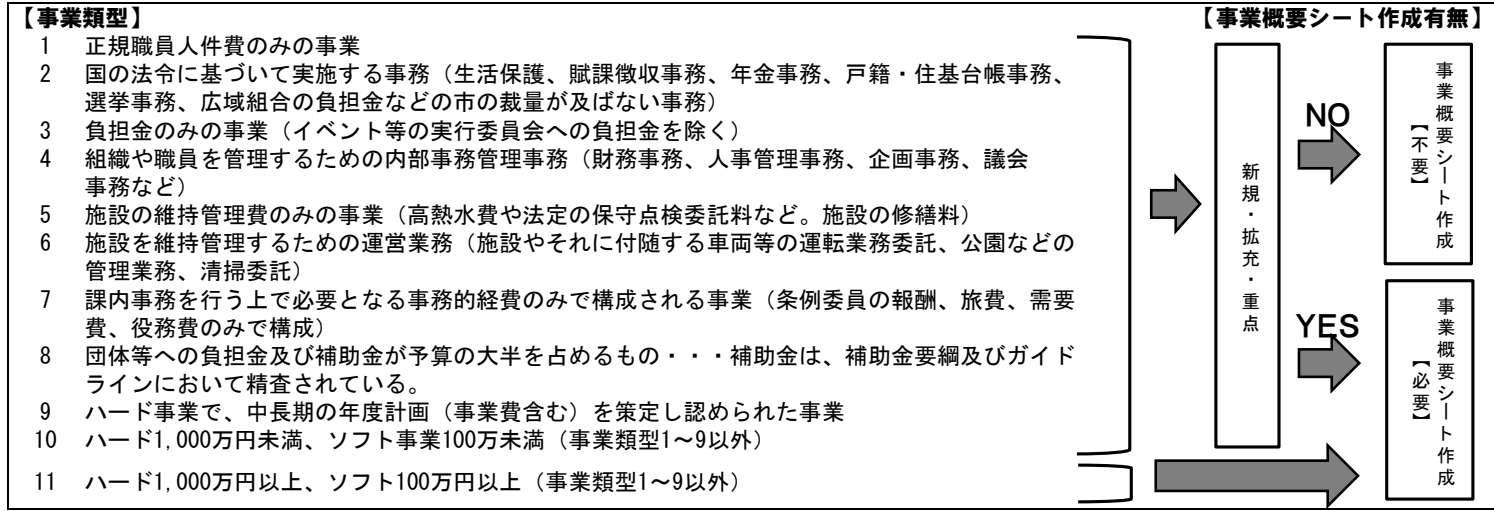 【事業類型】
【事業概要シート作成有無】
1 正規職員人件費のみの事業
2 国の法令に基づいて実施する事務（生活保護、賦課徴収事務、年金事務、戸籍・住基台帳事務、
選挙事務、広域組合の負担金などの市の裁量が及ばない事務）
3 負担金のみの事業（イベント等の実行委員会への負担金を除く）
4 組織や職員を管理するための内部事務管理事務（財務事務、人事管理事務、企画事務、議会
事務など）
5 施設の維持管理費のみの事業（高熱水費や法定の保守点検委託料など。施設の修繕料）
6 施設を維持管理するための運営業務（施設やそれに付随する車両等の運転業務委託、公園などの
管理業務、清掃委託）
7 課内事務を行う上で必要となる事務的経費のみで構成される事業（条例委員の報酬、旅費、需要
費、役務費のみで構成）
8 団体等への負担金及び補助金が予算の大半を占めるもの・・・補助金は、補助金要綱及びガイド
ラインにおいて精査されている。
9 ハード事業で、中長期の年度計画（事業費含む）を策定し認められた事業
10 ハード1,000万円未満、ソフト事業100万未満（事業類型1～9以外）
11 ハード1,000万円以上、ソフト100万円以上（事業類型1～9以外）
新規・拡充・重点
NO
事業概要シート作成
【不要】
YES
事業概要シート作成
【必要】